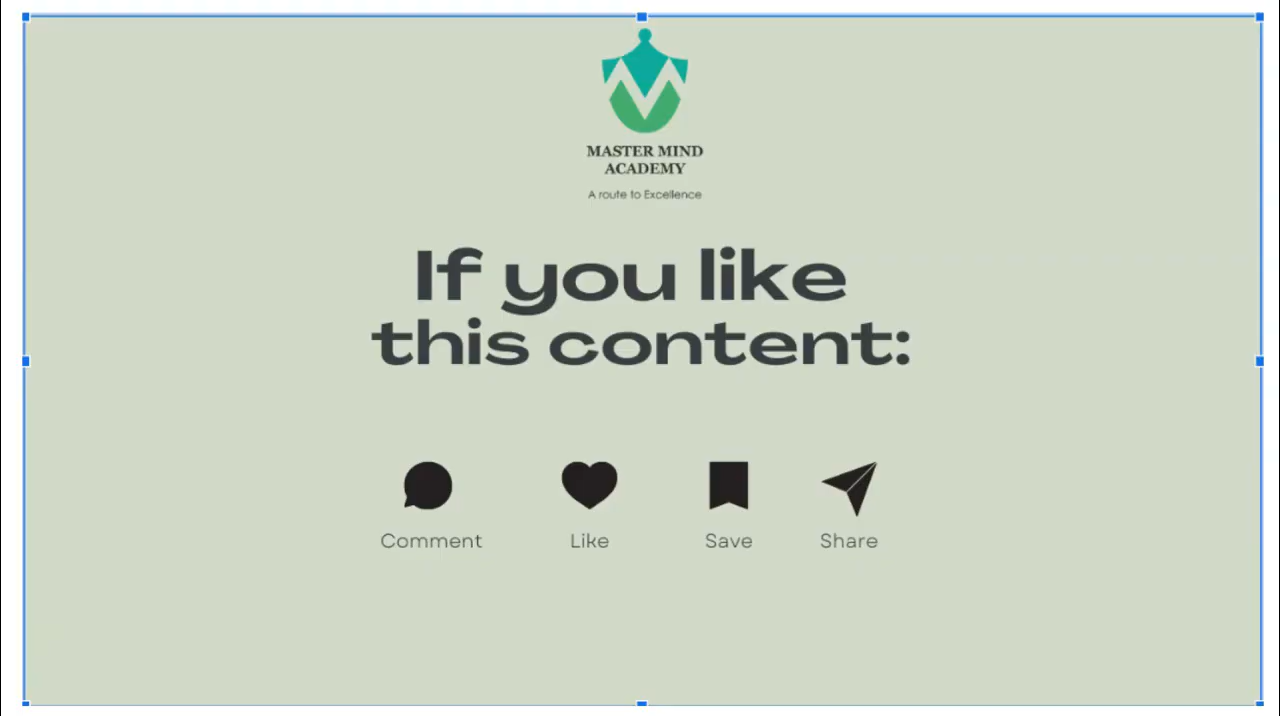 MASTER MIND
ACADEMY
A route to Excellence
If you like
this content:
Comment Like Save Share